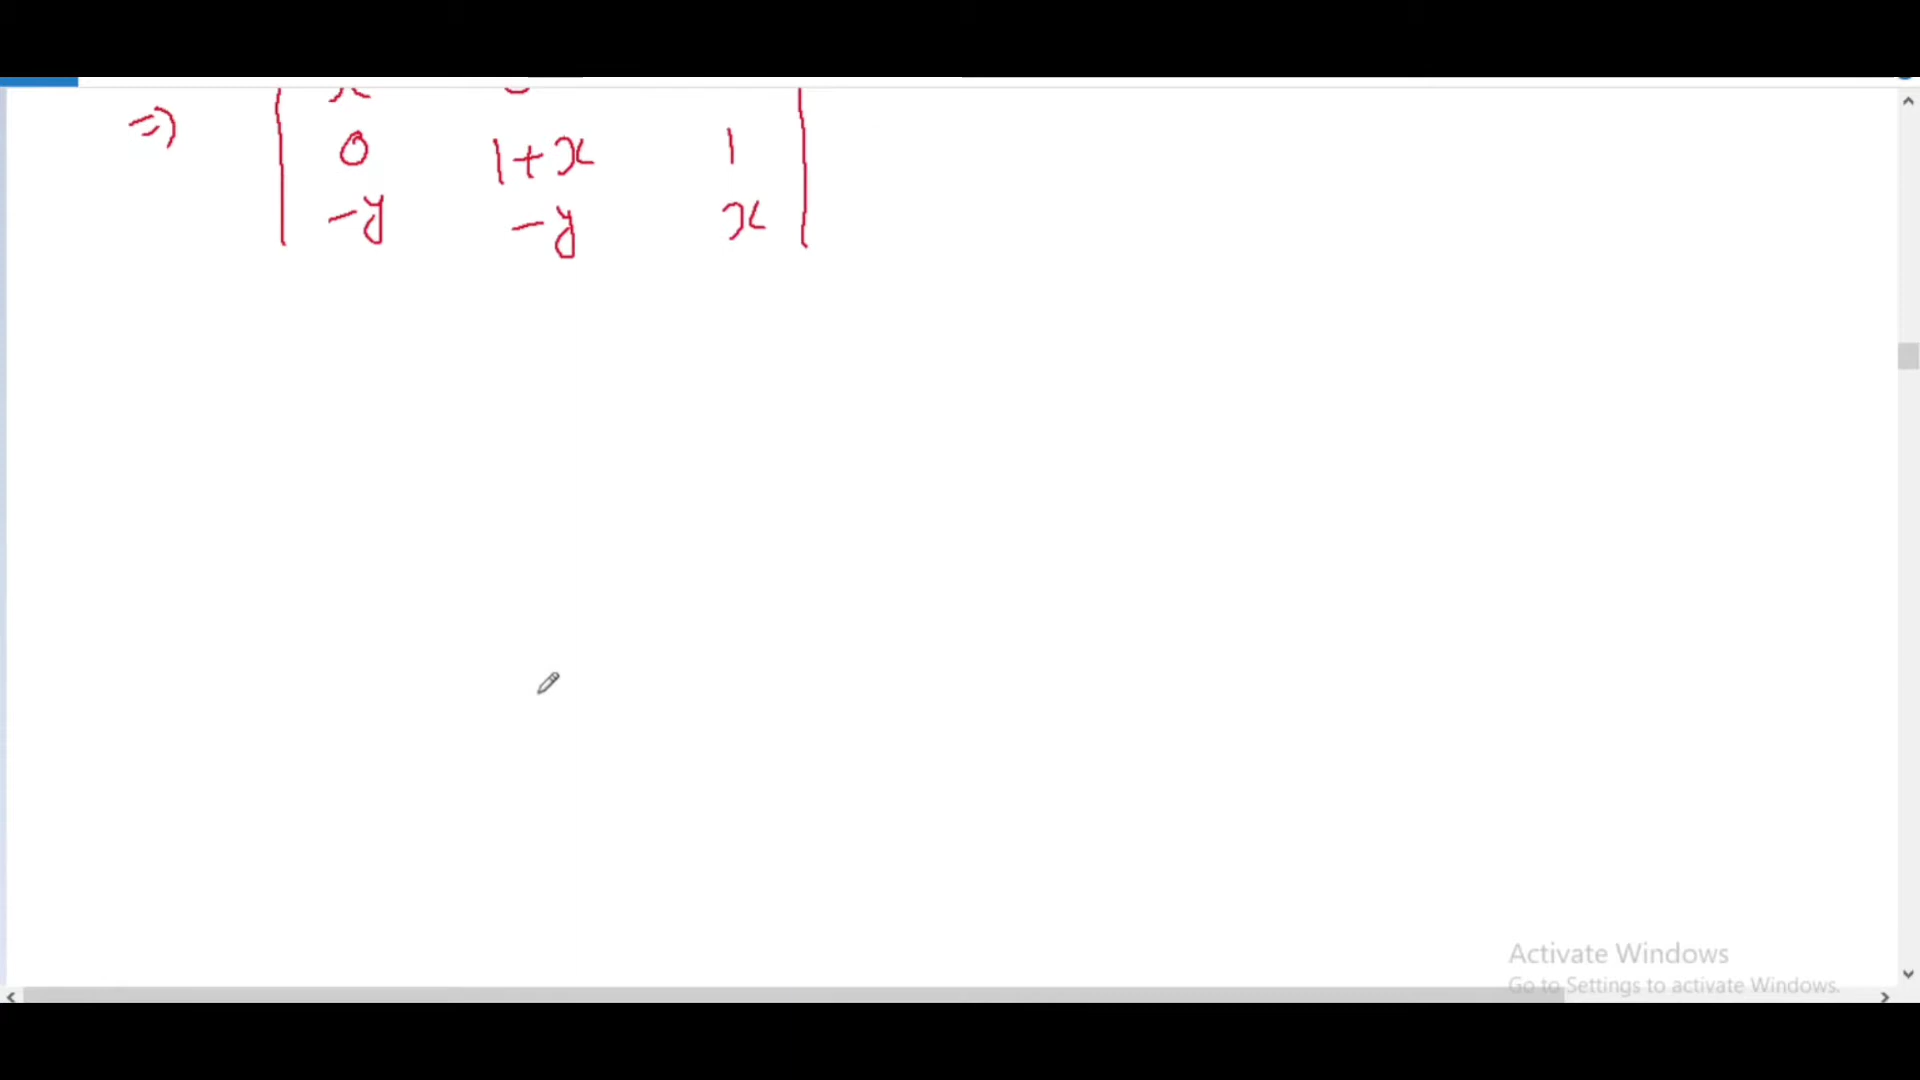 ⇒ | 0 1+x 1 |
| -y -y x |
Activate Windows
Go to Settings to activate Windows.